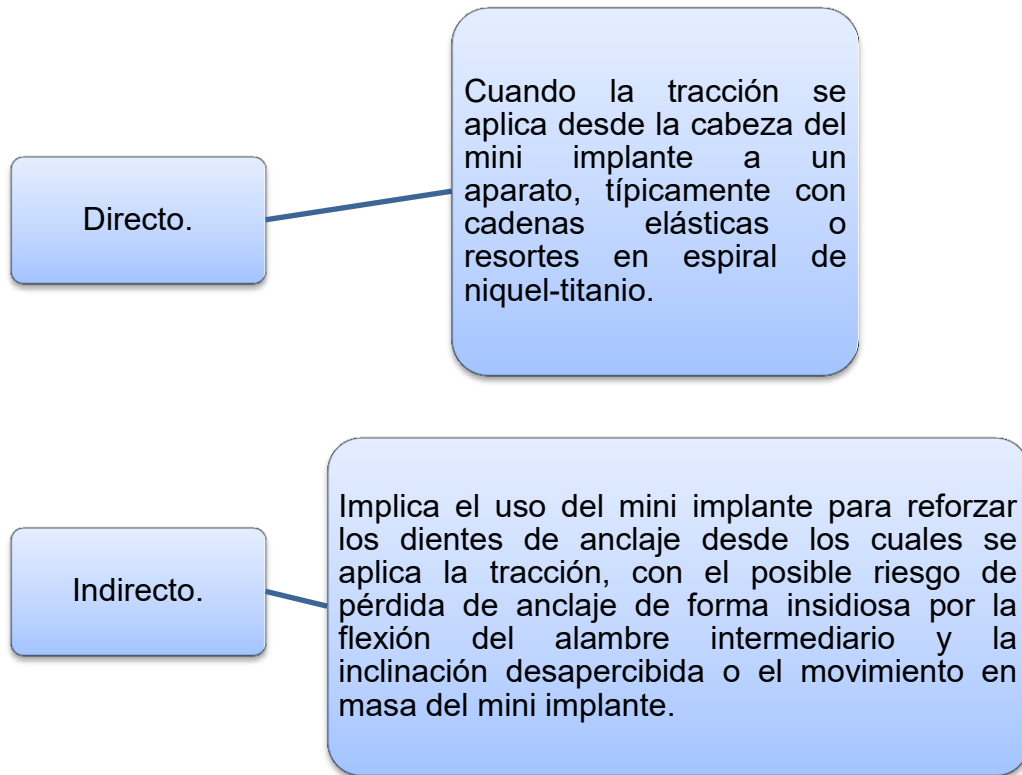 Directo.
Cuando la tracción se
aplica desde la cabeza del
mini implante a un
aparato, típicamente con
cadenas elásticas o
resortes en espiral de
niquel-titanio.
Indirecto.
Implica el uso del mini implante para reforzar
los dientes de anclaje desde los cuales se
aplica la tracción, con el posible riesgo de
pérdida de anclaje de forma insidiosa por la
flexión del alambre intermediario y la
inclinación desapercibida o el movimiento en
masa del mini implante.